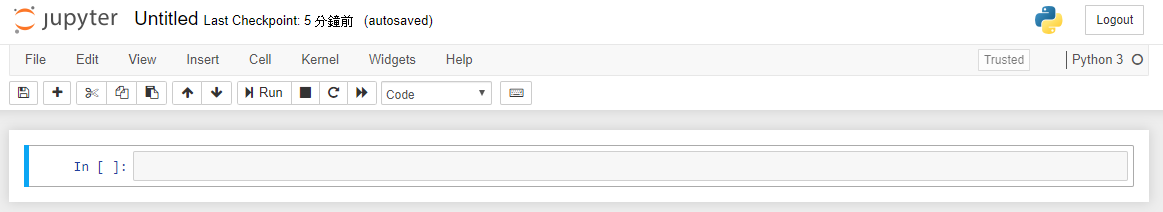 jupyter Untitled Last Checkpoint: 5 分鐘前 (autosaved) Logout
File Edit View Insert Cell Kernel Widgets Help Trusted Python 3
Run Code
In [ ]: